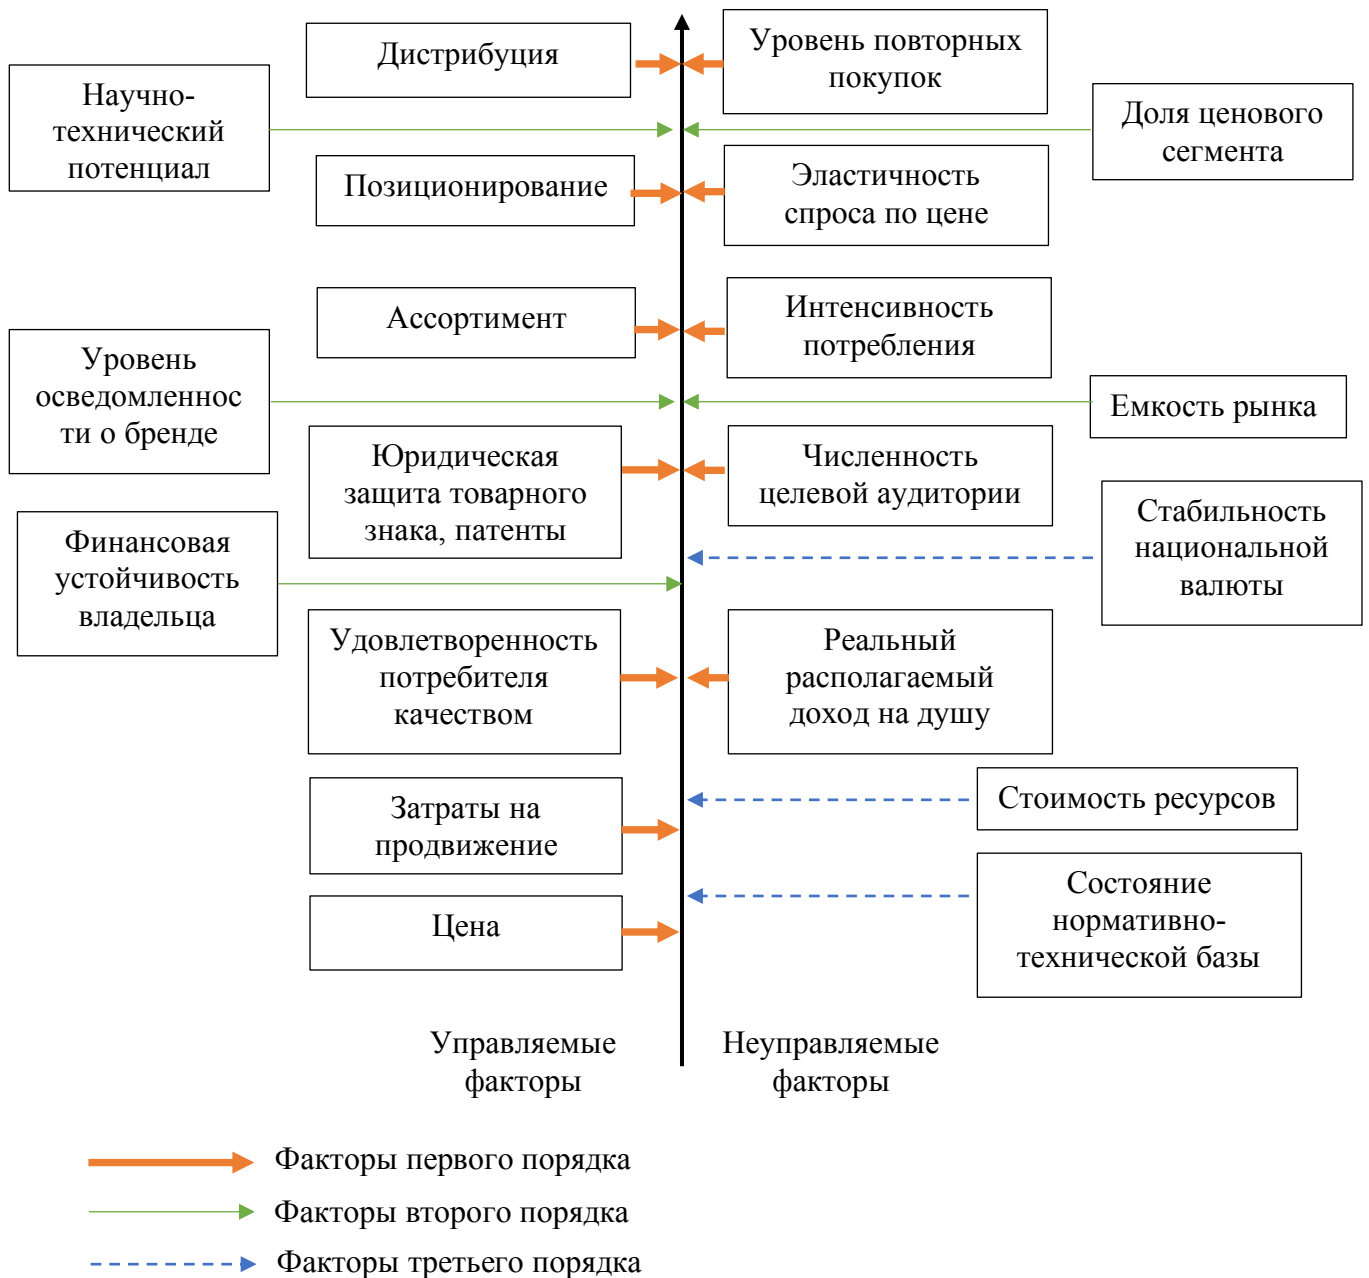 Дистрибуция
Уровень повторных
покупок
Научно-
технический
потенциал
Доля ценового
сегмента
Позиционирование
Эластичность
спроса по цене
Ассортимент
Интенсивность
потребления
Уровень
осведомленнос
ти о бренде
Емкость рынка
Юридическая
защита товарного
знака, патенты
Численность
целевой аудитории
Стабильность
национальной
валюты
Финансовая
устойчивость
владельца
Удовлетворенность
потребителя
качеством
Реальный
располагаемый
доход на душу
Затраты на
продвижение
Стоимость ресурсов
Цена
Состояние
нормативно-
технической базы
Управляемые
факторы
Неуправляемые
факторы
Факторы первого порядка
Факторы второго порядка
Факторы третьего порядка